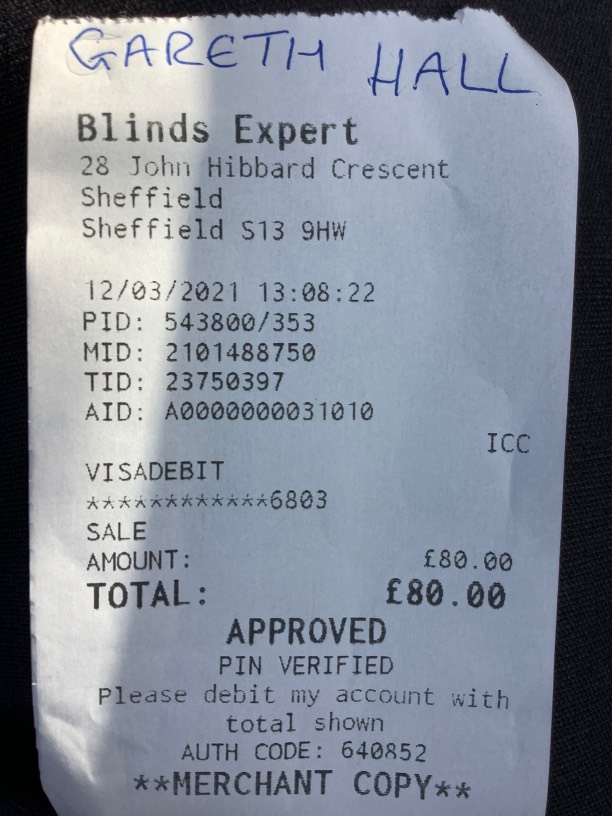 GARETH HALL
Blinds Expert
28 John Hibbard Crescent
Sheffield
Sheffield S13 9HW
12/03/2021 13:08:22
PID: 543800/353
MID: 2101488750
TID: 23750397
AID: A0000000031010
ICC
VISADEBIT
************6803
SALE
AMOUNT: £80.00
TOTAL: £80.00
APPROVED
PIN VERIFIED
Please debit my account with
total shown
AUTH CODE: 640852
**MERCHANT COPY**